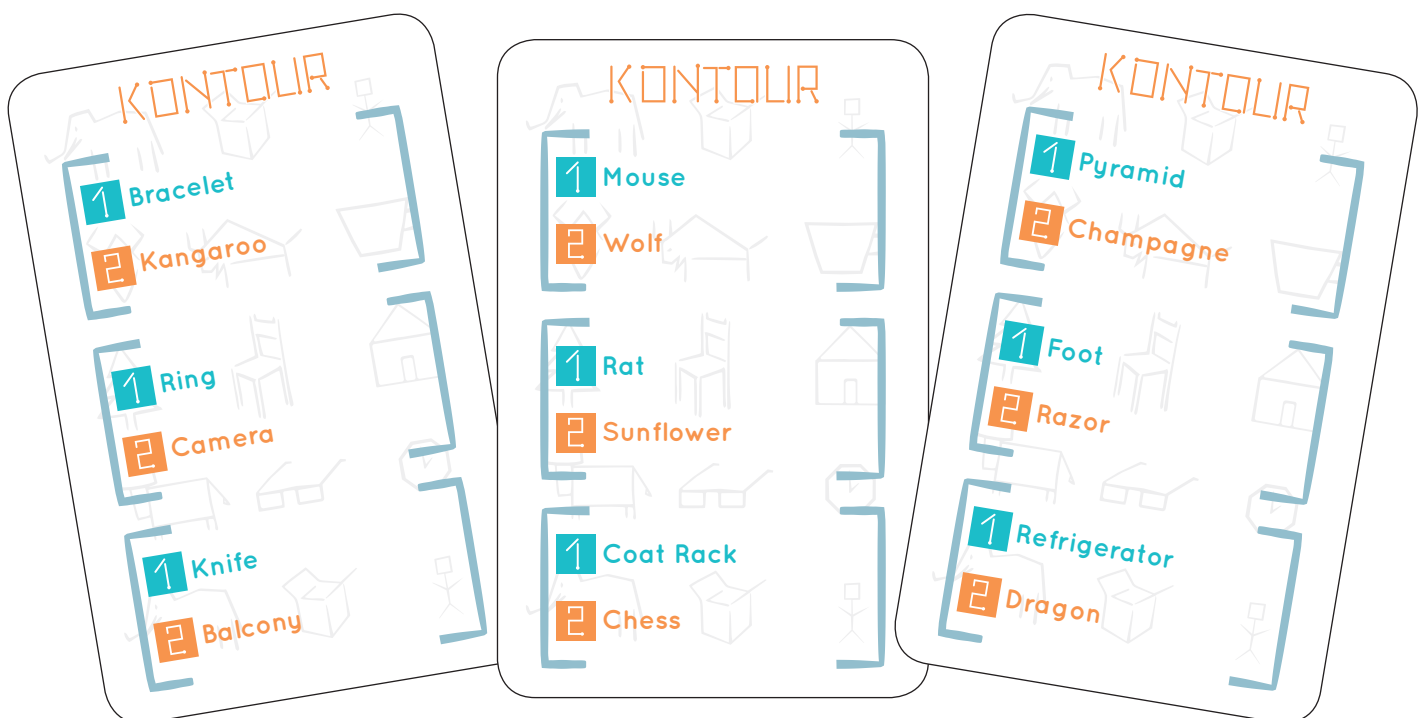 KONTOUR
1 Bracelet
2 Kangaroo
1 Ring
2 Camera
1 Knife
2 Balcony
KONTOUR
1 Mouse
2 Wolf
1 Rat
2 Sunflower
1 Coat Rack
2 Chess
KONTOUR
1 Pyramid
2 Champagne
1 Foot
2 Razor
1 Refrigerator
2 Dragon